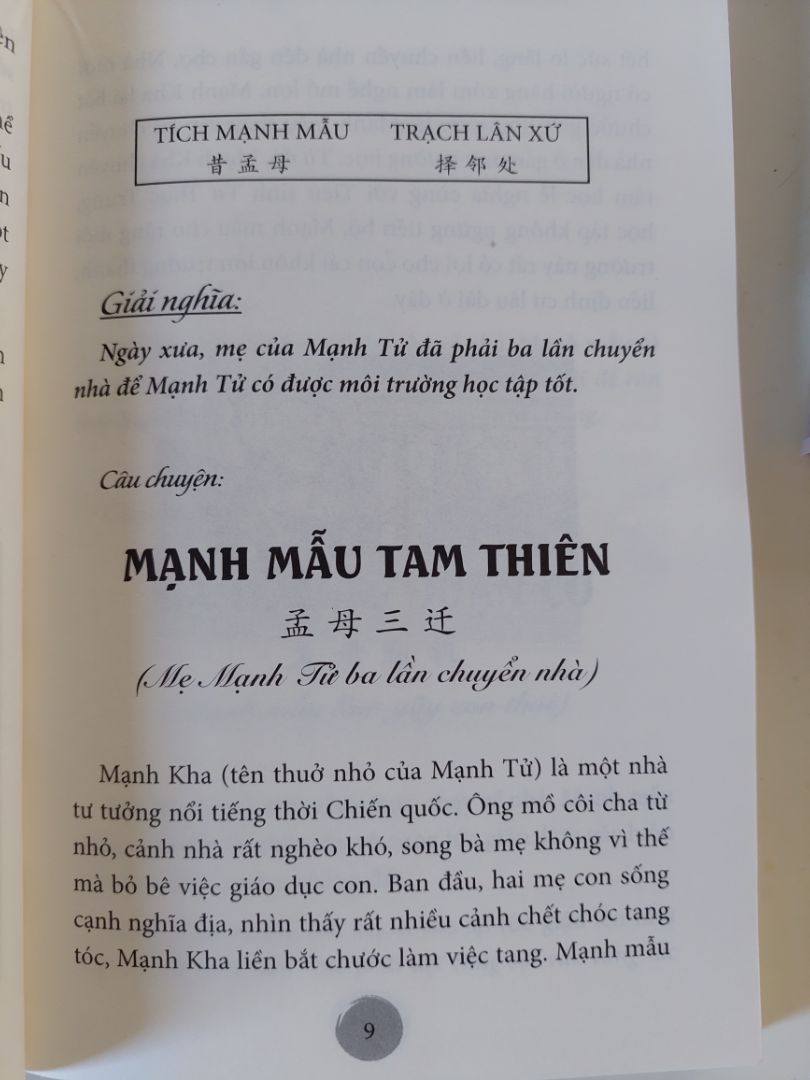 TÍCH MẠNH MẪU TRẠCH LÂN XỨ
昔孟母 择邻处
Giải nghĩa:
Ngày xưa, mẹ của Mạnh Tử đã phải ba lần chuyển
nhà để Mạnh Tử có được môi trường học tập tốt.
Câu chuyện:
MẠNH MẪU TAM THIÊN
孟母三迁
(Mẹ Mạnh Tử ba lần chuyển nhà)
Mạnh Kha (tên thuở nhỏ của Mạnh Tử) là một nhà
tư tưởng nổi tiếng thời Chiến quốc. Ông mồ côi cha từ
nhỏ, cảnh nhà rất nghèo khó, song bà mẹ không vì thế
mà bỏ bê việc giáo dục con. Ban đầu, hai mẹ con sống
cạnh nghĩa địa, nhìn thấy rất nhiều cảnh chết chóc tang
tóc, Mạnh Kha liền bắt chước làm việc tang. Mạnh mẫu
9